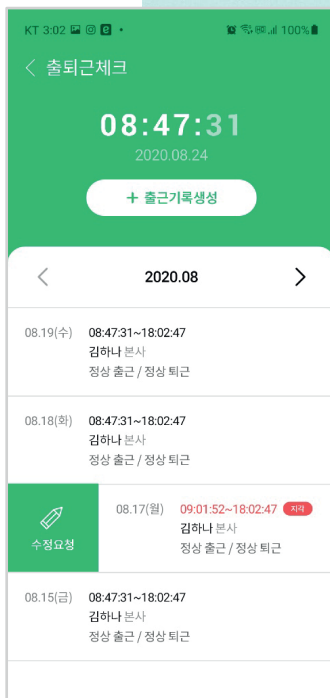 KT 3:02
100%
출퇴근체크
08:47:31
2020.08.24
+ 출근기록생성
2020.08
08.19(수) 08:47:31~18:02:47
김하나 본사
정상 출근 / 정상 퇴근
08.18(화) 08:47:31~18:02:47
김하나 본사
정상 출근 / 정상 퇴근
수정요청
08.17(월) 09:01:52~18:02:47 지각
김하나 본사
정상 출근 / 정상 퇴근
08.15(금) 08:47:31~18:02:47
김하나 본사
정상 출근 / 정상 퇴근